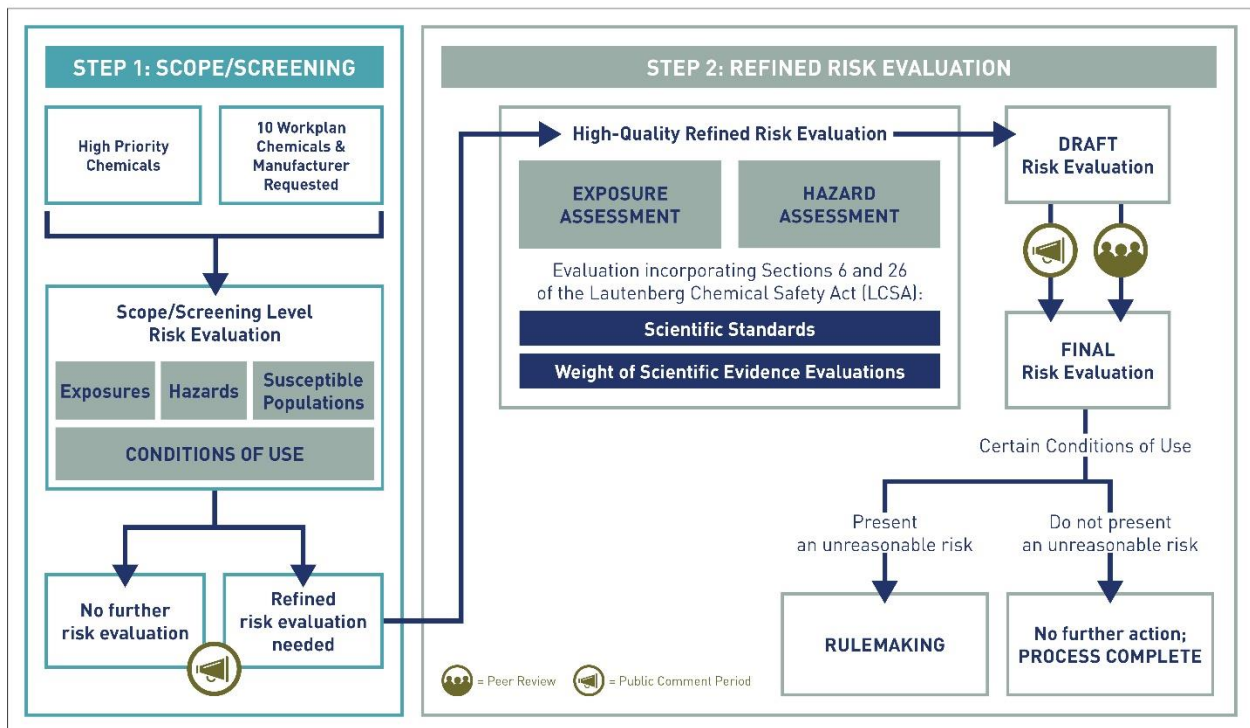 STEP 1: SCOPE/SCREENING
High Priority
Chemicals
10 Workplan
Chemicals &
Manufacturer
Requested
Scope/Screening Level
Risk Evaluation
Exposures
Hazards
Susceptible
Populations
CONDITIONS OF USE
No further
risk evaluation
Refined
risk evaluation
needed
STEP 2: REFINED RISK EVALUATION
High-Quality Refined Risk Evaluation
EXPOSURE
ASSESSMENT
HAZARD
ASSESSMENT
Evaluation incorporating Sections 6 and 26
of the Lautenberg Chemical Safety Act (LCSA):
Scientific Standards
Weight of Scientific Evidence Evaluations
DRAFT
Risk Evaluation
FINAL
Risk Evaluation
Certain Conditions of Use
Present
an unreasonable risk
Do not present
an unreasonable risk
RULEMAKING
No further action;
PROCESS COMPLETE
= Peer Review
= Public Comment Period